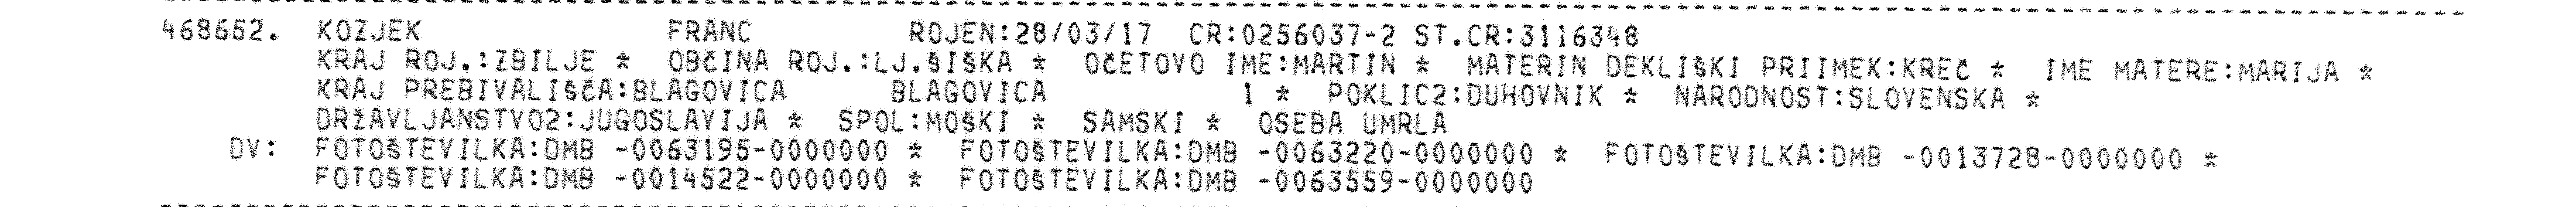 468652. KOZJEK FRANC ROJEN:28/03/17 CR:0256037-2 ST.CR:3116348
KRAJ ROJ.:ZBILJE * OBČINA ROJ.:LJ.ŠIŠKA * OČETOVO IME:MARTIN * MATERIN DEKLIŠKI PRIIMEK:KREČ * IME MATERE:MARIJA *
KRAJ PREBIVALIŠČA:BLAGOVICA BLAGOVICA 1 * POKLIC2:DUHOVNIK * NARODNOST:SLOVENSKA *
DRŽAVLJANSTVO2:JUGOSLAVIJA * SPOL:MOŠKI * SAMSKI * OSEBA UMRLA
DV: FOTOŠTEVILKA:DMB -0063195-0000000 * FOTOŠTEVILKA:DMB -0063220-0000000 * FOTOŠTEVILKA:DMB -0013728-0000000 *
FOTOŠTEVILKA:DMB -0014522-0000000 * FOTOŠTEVILKA:DMB -0063559-0000000